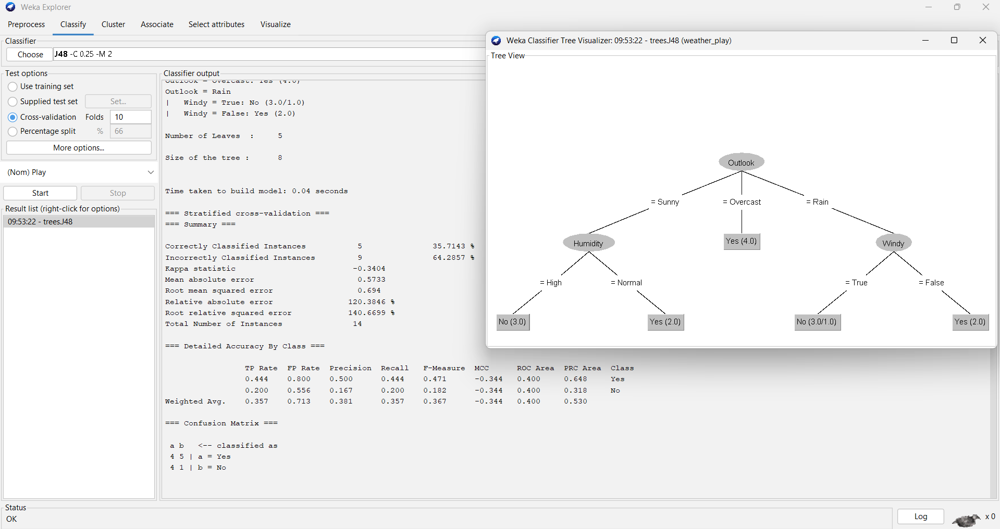 Weka Explorer
Preprocess Classify Cluster Associate Select attributes Visualize
Classifier
Choose J48 -C 0.25 -M 2
Test options
Use training set
Supplied test set Set...
Cross-validation Folds 10
Percentage split % 66
More options...
(Nom) Play
Start Stop
Result list (right-click for options)
09:53:22 - trees.J48
Classifier output
Outlook = Overcast: Yes (4.0)
Outlook = Rain
| Windy = True: No (3.0/1.0)
| Windy = False: Yes (2.0)
Number of Leaves : 5
Size of the tree : 8
Time taken to build model: 0.04 seconds
=== Stratified cross-validation ===
=== Summary ===
Correctly Classified Instances 5 35.7143 %
Incorrectly Classified Instances 9 64.2857 %
Kappa statistic -0.3404
Mean absolute error 0.5733
Root mean squared error 0.694
Relative absolute error 120.3846 %
Root relative squared error 140.6699 %
Total Number of Instances 14
=== Detailed Accuracy By Class ===
TP Rate FP Rate Precision Recall F-Measure MCC ROC Area PRC Area Class
0.444 0.800 0.500 0.444 0.471 -0.344 0.400 0.648 Yes
0.200 0.556 0.167 0.200 0.182 -0.344 0.400 0.318 No
Weighted Avg. 0.357 0.713 0.381 0.357 0.367 -0.344 0.400 0.530
=== Confusion Matrix ===
a b <-- classified as
4 5 | a = Yes
4 1 | b = No
Weka Classifier Tree Visualizer: 09:53:22 - trees.J48 (weather_play)
Tree View
Outlook
= Sunny = Overcast = Rain
Humidity Yes (4.0) Windy
= High = Normal = True = False
No (3.0) Yes (2.0) No (3.0/1.0) Yes (2.0)
Status
OK
Log x 0